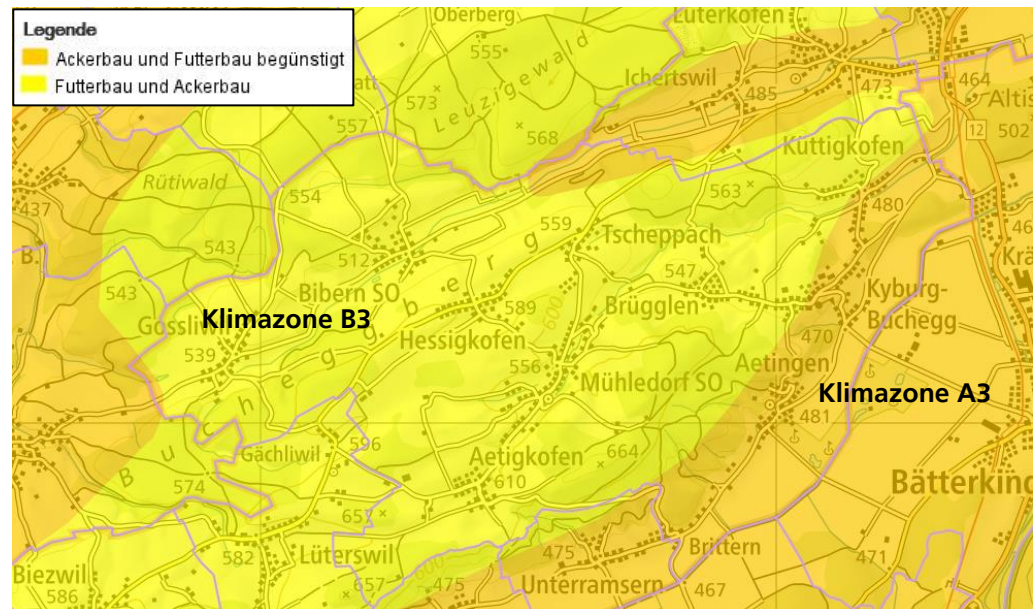 Legende
Ackerbau und Futterbau begünstigt
Futterbau und Ackerbau
Oberberg
555
Lüterkofen
Ichertswil
485
473
464
Altis
502
12
573
Leuzigewald
557
568
Küttigkofen
Rütiwald
554
563
480
437
559
Tscheppach
543
512
547
Bibern SO
589
600
Brügglen
Kyburg-
Buchegg
543
Klimazone B3
Hessigkofen
470
539
556
Mühledorf SO
Aetingen
Klimazone A3
481
Bucheggberg
596
Gächliwil
Aetigkofen
664
574
610
Bätterkind
657
582
Lüterswil
475
Brittern
471
Biezwil
586
657
475
Unterramsern
467